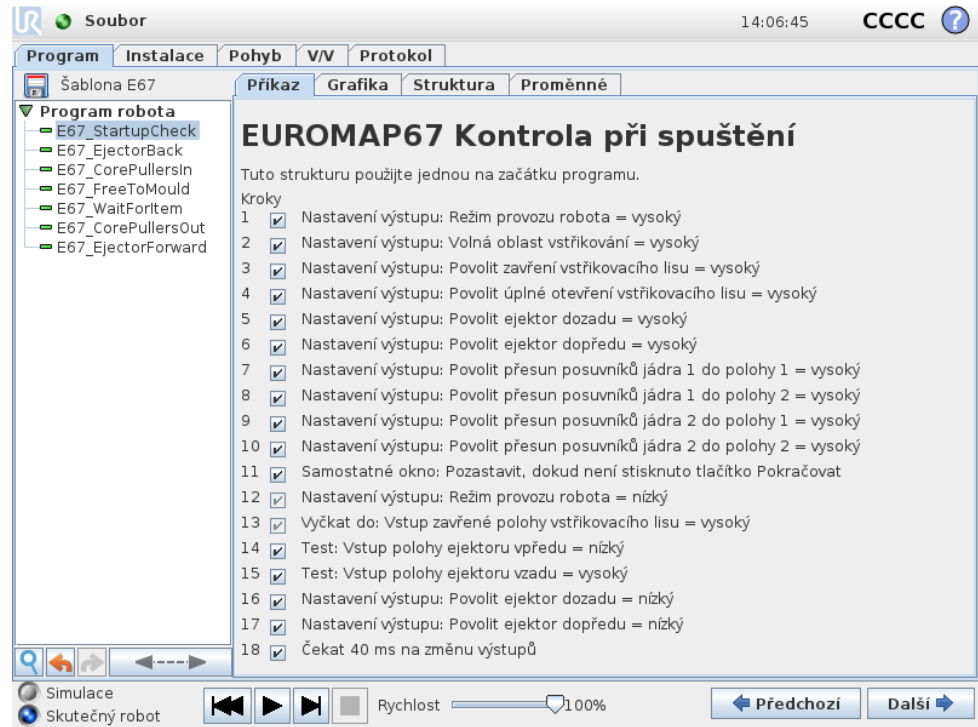 UR Soubor 14:06:45 CCCC ?
Program Instalace Pohyb V/V Protokol
Šablona E67 Příkaz Grafika Struktura Proměnné
Program robota
E67_StartupCheck
E67_EjectorBack
E67_CorePullersIn
E67_FreeToMould
E67_WaitForItem
E67_CorePullersOut
E67_EjectorForward
EUROMAP67 Kontrola při spuštění
Tuto strukturu použijte jednou na začátku programu.
Kroky
1 Nastavení výstupu: Režim provozu robota = vysoký
2 Nastavení výstupu: Volná oblast vstřikování = vysoký
3 Nastavení výstupu: Povolit zavření vstřikovacího lisu = vysoký
4 Nastavení výstupu: Povolit úplné otevření vstřikovacího lisu = vysoký
5 Nastavení výstupu: Povolit ejektor dozadu = vysoký
6 Nastavení výstupu: Povolit ejektor dopředu = vysoký
7 Nastavení výstupu: Povolit přesun posuvníků jádra 1 do polohy 1 = vysoký
8 Nastavení výstupu: Povolit přesun posuvníků jádra 1 do polohy 2 = vysoký
9 Nastavení výstupu: Povolit přesun posuvníků jádra 2 do polohy 1 = vysoký
10 Nastavení výstupu: Povolit přesun posuvníků jádra 2 do polohy 2 = vysoký
11 Samostatné okno: Pozastavit, dokud není stisknuto tlačítko Pokračovat
12 Nastavení výstupu: Režim provozu robota = nízký
13 Vyčkat do: Vstup zavřené polohy vstřikovacího lisu = vysoký
14 Test: Vstup polohy ejektoru vpředu = nízký
15 Test: Vstup polohy ejektoru vzadu = vysoký
16 Nastavení výstupu: Povolit ejektor dozadu = nízký
17 Nastavení výstupu: Povolit ejektor dopředu = nízký
18 Čekat 40 ms na změnu výstupů
Simulace
Skutečný robot
Rychlost 100%
Předchozí Další